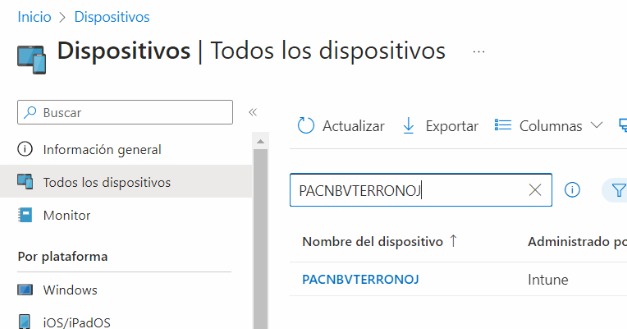 Inicio > Dispositivos
Dispositivos | Todos los dispositivos ...
Buscar
«
Información general
Todos los dispositivos
Monitor
Por plataforma
Windows
iOS/iPadOS
Actualizar Exportar Columnas
PACNBVTERRONOJ
Nombre del dispositivo ↑ Administrado po
PACNBVTERRONOJ Intune